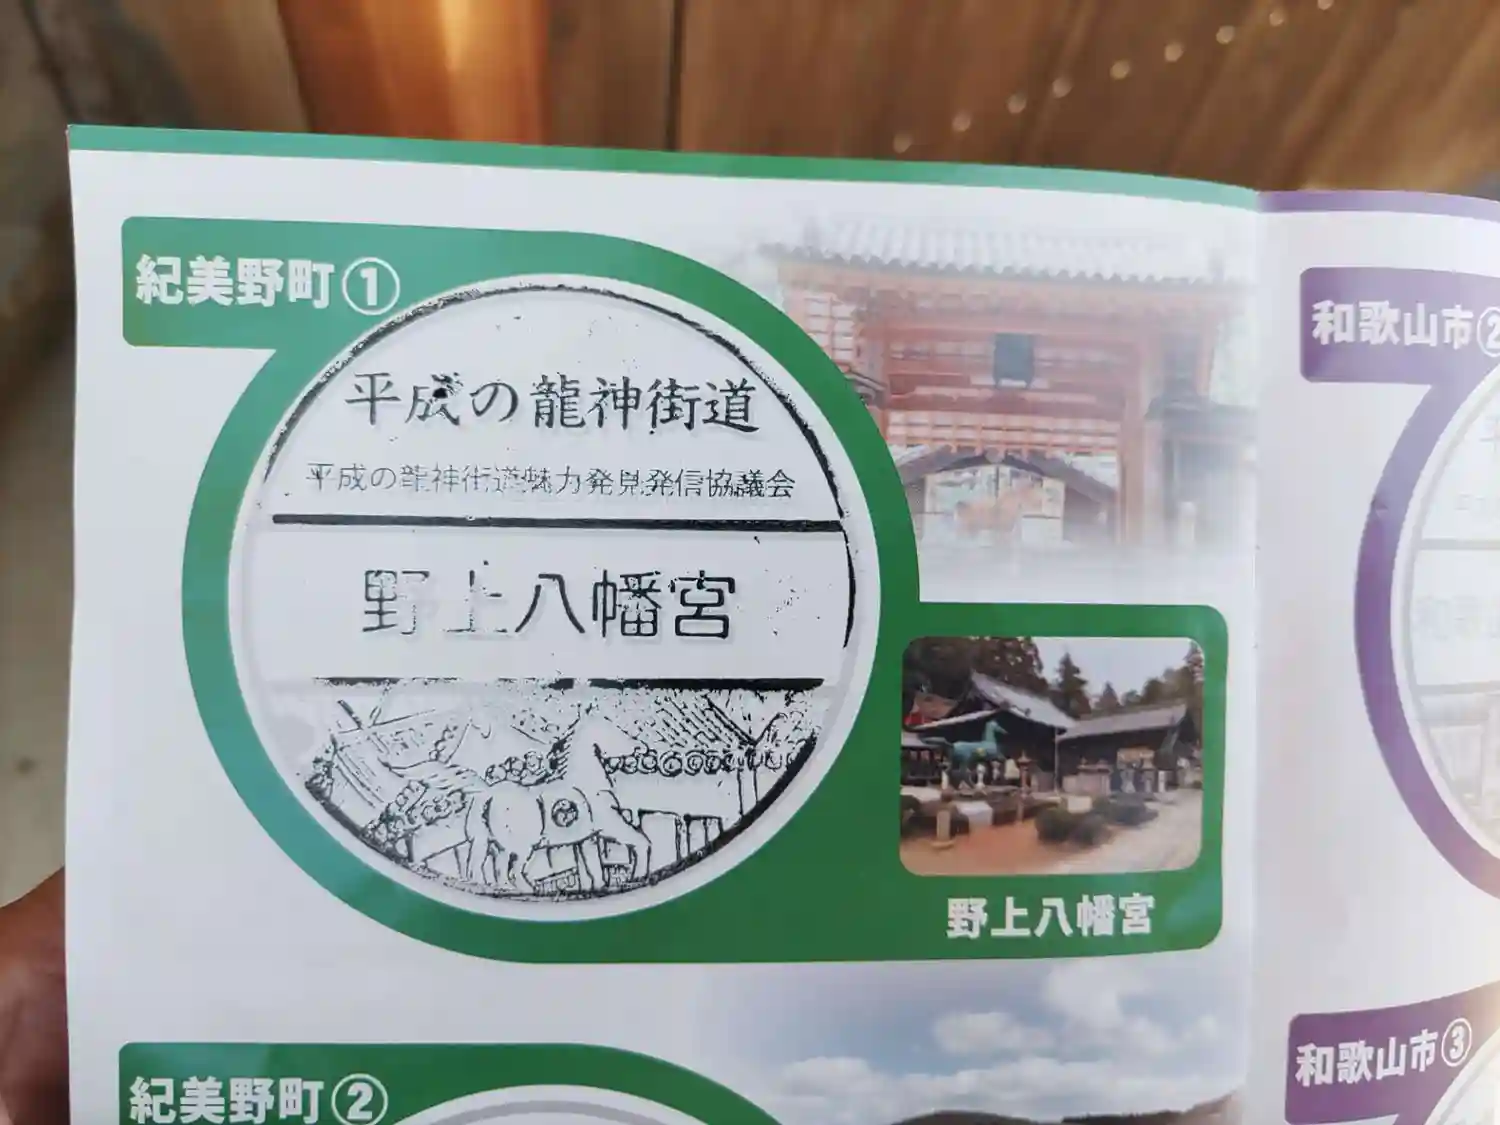 紀美野町①
平成の龍神街道
平成の龍神街道魅力発見発信協議会
野上八幡宮
野上八幡宮
紀美野町②
和歌山市②
和歌山市③